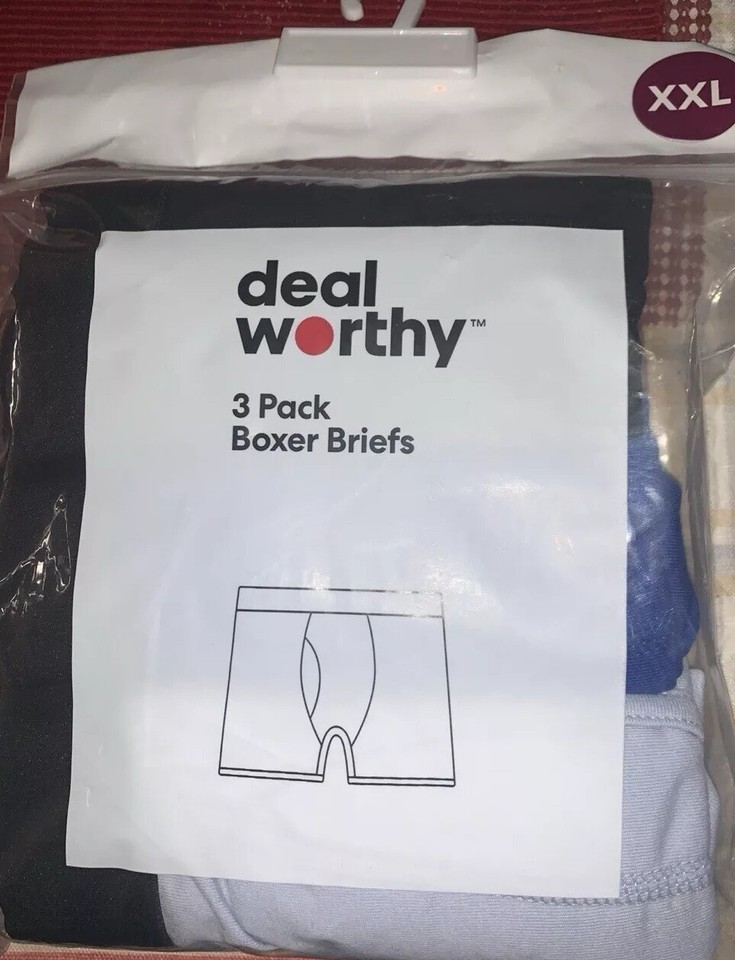 XXL
deal
worthy™
3 Pack
Boxer Briefs